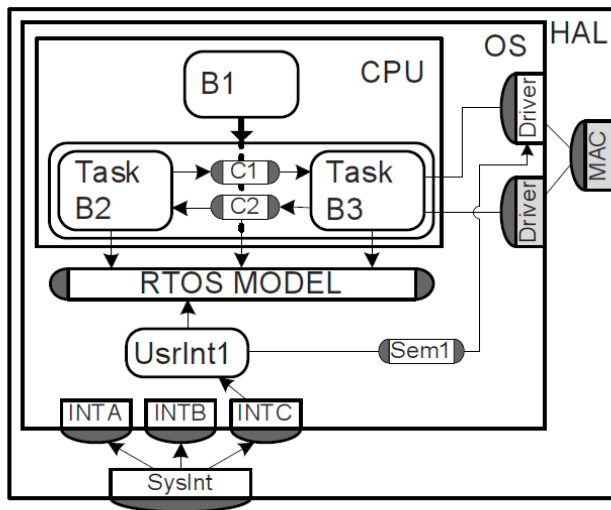 HAL
OS
CPU
B1
Driver
MAC
Task
B2
C1
C2
Task
B3
Driver
RTOS MODEL
UsrInt1
Sem1
INTA
INTB
INTC
SysInt